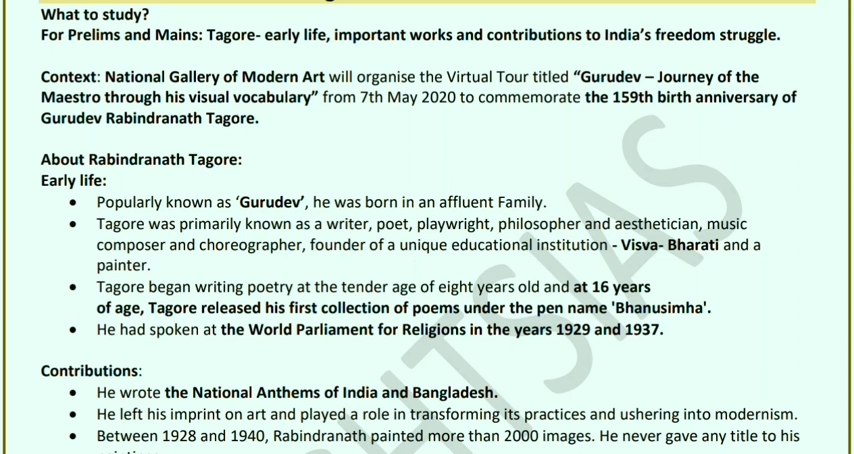 What to study?
For Prelims and Mains: Tagore- early life, important works and contributions to India’s freedom struggle.
Context: National Gallery of Modern Art will organise the Virtual Tour titled “Gurudev – Journey of the
Maestro through his visual vocabulary” from 7th May 2020 to commemorate the 159th birth anniversary of
Gurudev Rabindranath Tagore.
About Rabindranath Tagore:
Early life:
• Popularly known as ‘Gurudev’, he was born in an affluent Family.
• Tagore was primarily known as a writer, poet, playwright, philosopher and aesthetician, music
composer and choreographer, founder of a unique educational institution - Visva- Bharati and a
painter.
• Tagore began writing poetry at the tender age of eight years old and at 16 years
of age, Tagore released his first collection of poems under the pen name 'Bhanusimha'.
• He had spoken at the World Parliament for Religions in the years 1929 and 1937.
Contributions:
• He wrote the National Anthems of India and Bangladesh.
• He left his imprint on art and played a role in transforming its practices and ushering into modernism.
• Between 1928 and 1940, Rabindranath painted more than 2000 images. He never gave any title to his
HTSIAS